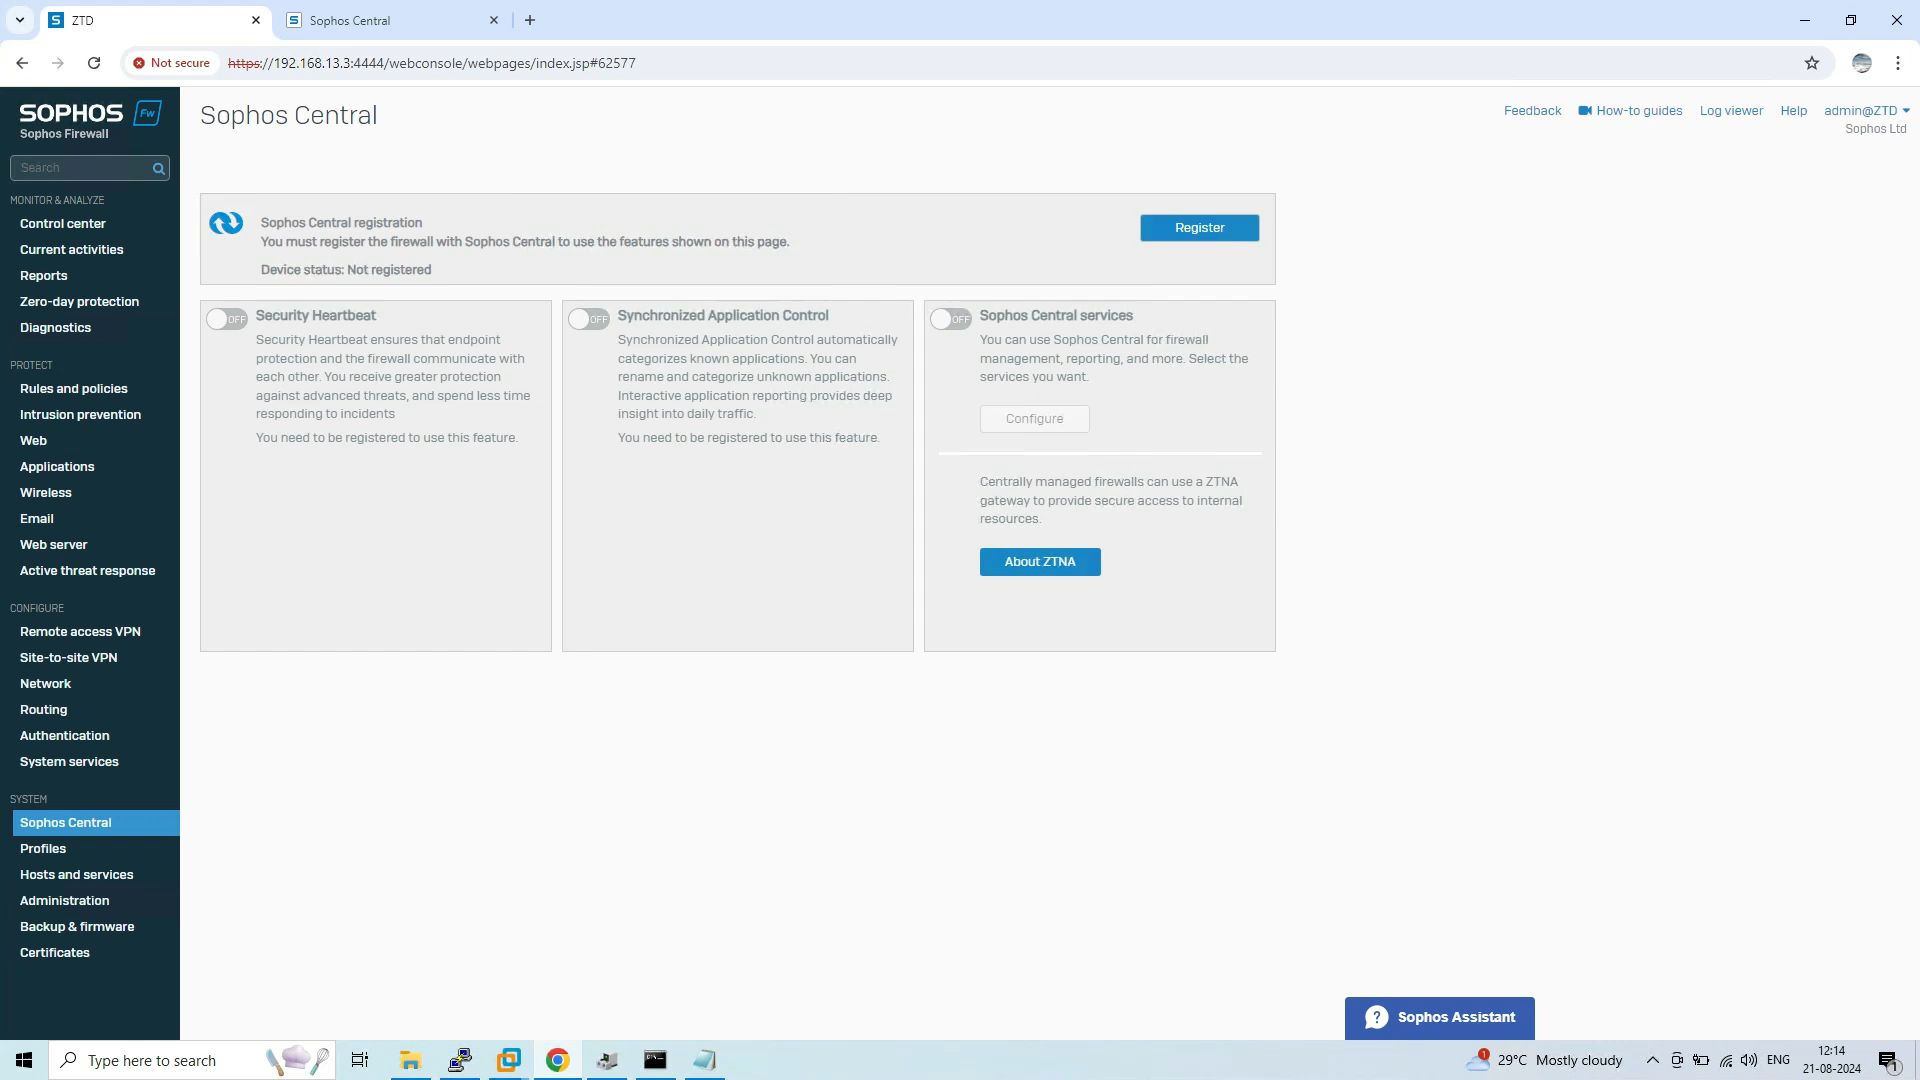 ZTD
Sophos Central
Not secure
https://192.168.13.3:4444/webconsole/webpages/index.jsp#62577
SOPHOS Fw
Sophos Firewall
Search
MONITOR & ANALYZE
Control center
Current activities
Reports
Zero-day protection
Diagnostics
PROTECT
Rules and policies
Intrusion prevention
Web
Applications
Wireless
Email
Web server
Active threat response
CONFIGURE
Remote access VPN
Site-to-site VPN
Network
Routing
Authentication
System services
SYSTEM
Sophos Central
Profiles
Hosts and services
Administration
Backup & firmware
Certificates
Sophos Central
Feedback
How-to guides
Log viewer
Help
admin@ZTD
Sophos Ltd
Sophos Central registration
You must register the firewall with Sophos Central to use the features shown on this page.
Device status: Not registered
Register
OFF
Security Heartbeat
Security Heartbeat ensures that endpoint
protection and the firewall communicate with
each other. You receive greater protection
against advanced threats, and spend less time
responding to incidents
You need to be registered to use this feature.
OFF
Synchronized Application Control
Synchronized Application Control automatically
categorizes known applications. You can
rename and categorize unknown applications.
Interactive application reporting provides deep
insight into daily traffic.
You need to be registered to use this feature.
OFF
Sophos Central services
You can use Sophos Central for firewall
management, reporting, and more. Select the
services you want.
Configure
Centrally managed firewalls can use a ZTNA
gateway to provide secure access to internal
resources.
About ZTNA
Sophos Assistant
Type here to search
1
29°C Mostly cloudy
ENG
12:14
21-08-2024
1